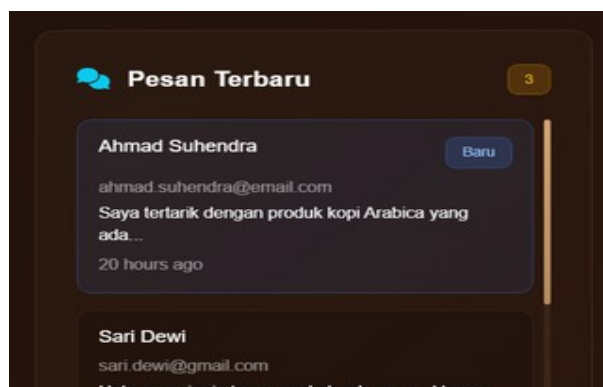 Pesan Terbaru
3
Ahmad Suhendra
Baru
ahmad.suhendra@email.com
Saya tertarik dengan produk kopi Arabica yang
ada...
20 hours ago
Sari Dewi
sari.dewi@gmail.com